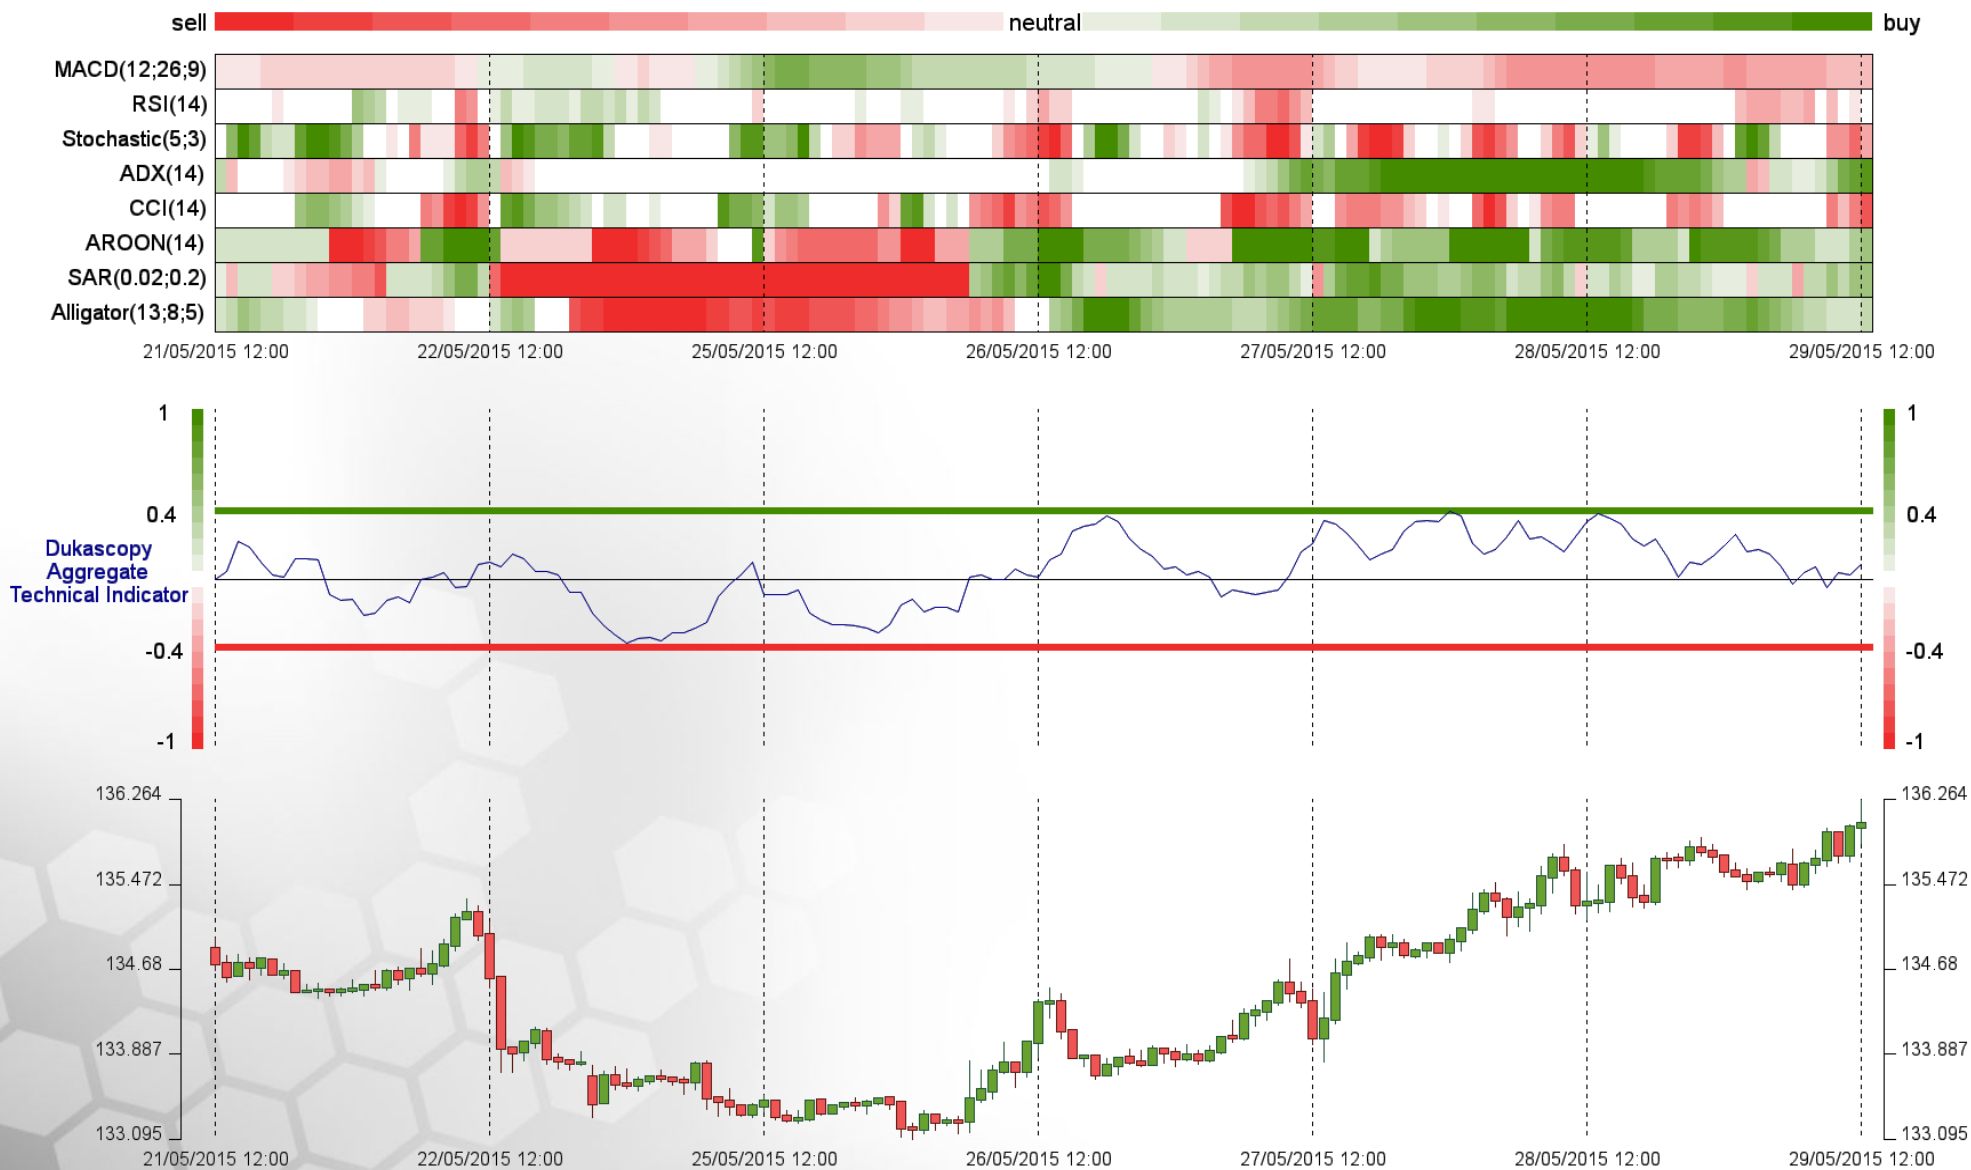 sell neutral buy
MACD(12;26;9)
RSI(14)
Stochastic(5;3)
ADX(14)
CCI(14)
AROON(14)
SAR(0.02;0.2)
Alligator(13;8;5)
21/05/2015 12:00 22/05/2015 12:00 25/05/2015 12:00 26/05/2015 12:00 27/05/2015 12:00 28/05/2015 12:00 29/05/2015 12:00
1 1
0.4 0.4
Dukascopy
Aggregate
Technical Indicator
-0.4 -0.4
-1 -1
136.264 136.264
135.472 135.472
134.68 134.68
133.887 133.887
133.095 133.095
21/05/2015 12:00 22/05/2015 12:00 25/05/2015 12:00 26/05/2015 12:00 27/05/2015 12:00 28/05/2015 12:00 29/05/2015 12:00